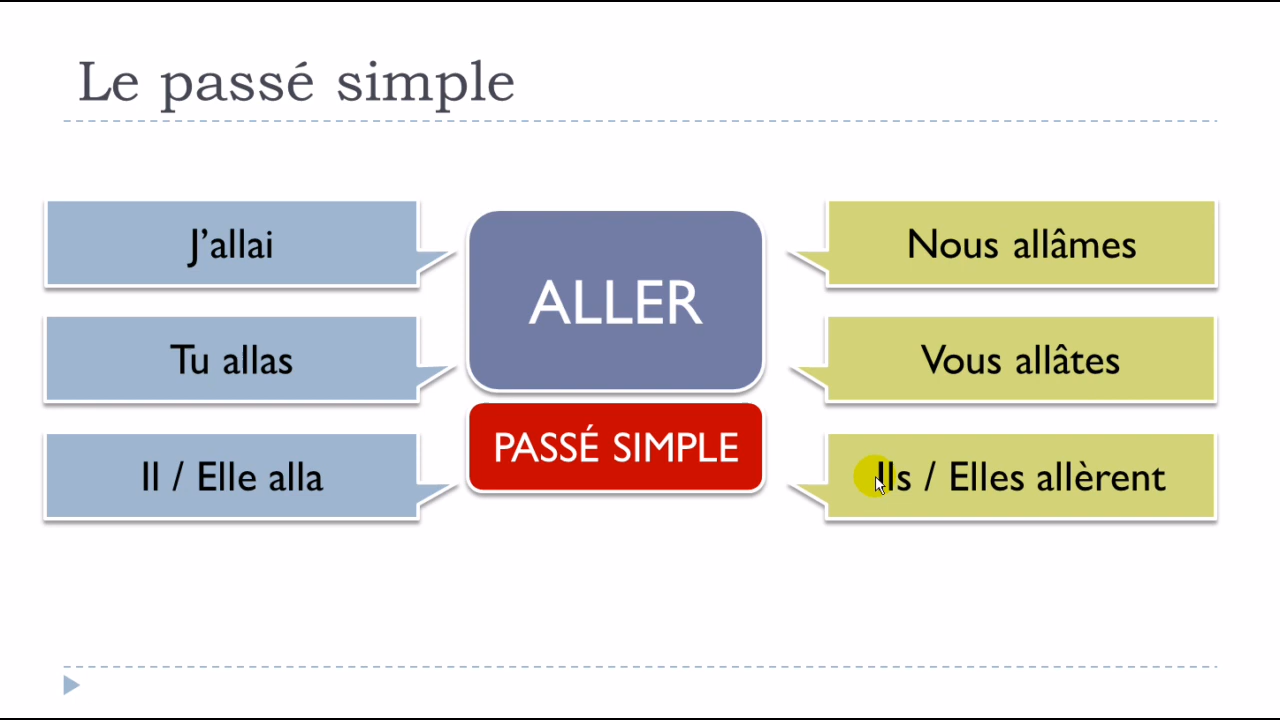 Le passé simple
J’allai
Tu allas
Il / Elle alla
ALLER
PASSÉ SIMPLE
Nous allâmes
Vous allâtes
Ils / Elles allèrent